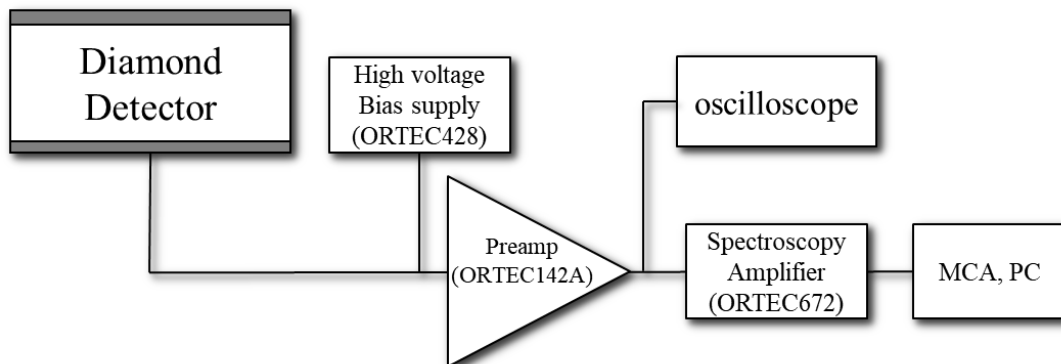 Diamond
Detector
High voltage
Bias supply
(ORTEC428)
oscilloscope
Preamp
(ORTEC142A)
Spectroscopy
Amplifier
(ORTEC672)
MCA, PC